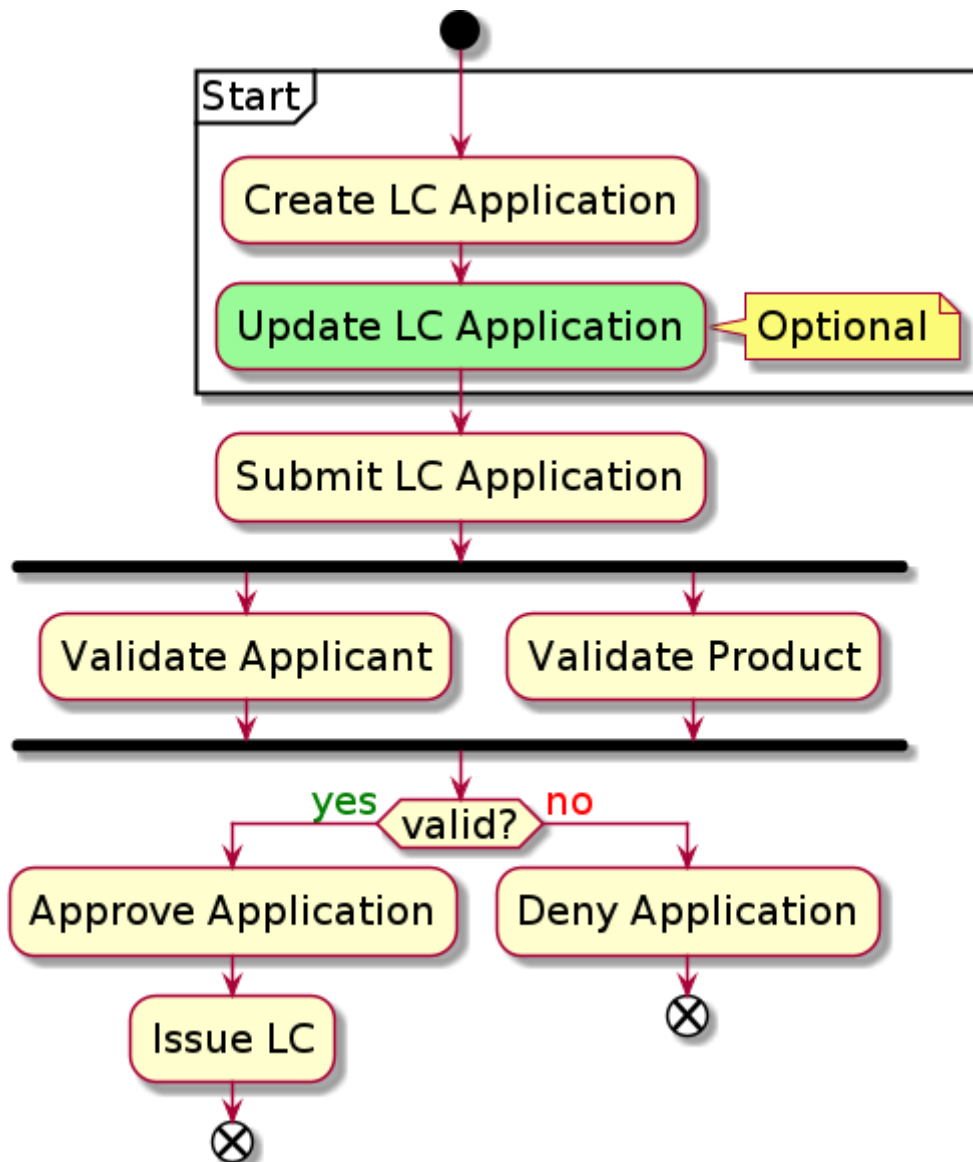 Start
Create LC Application
Update LC Application
Optional
Submit LC Application
Validate Applicant
Validate Product
yes
valid?
no
Approve Application
Deny Application
Issue LC